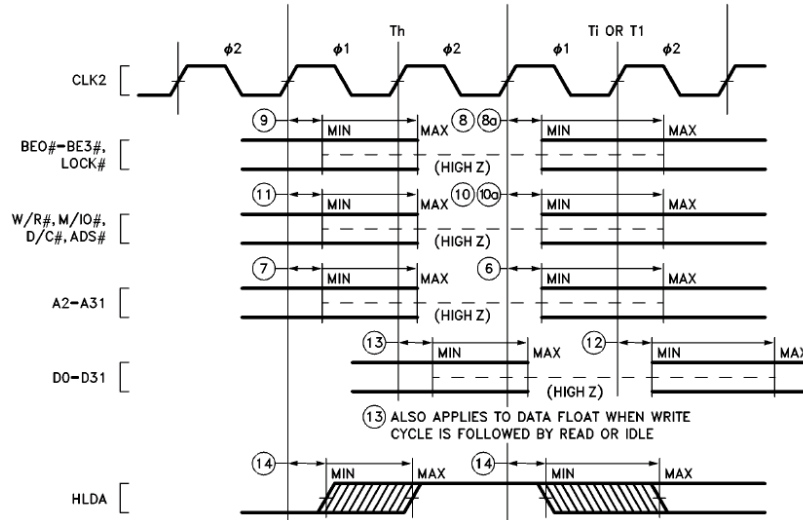 Th
Ti OR T1
ϕ2
ϕ1
ϕ2
ϕ1
ϕ2
CLK2
9
MIN
MAX
8
8a
MIN
MAX
BE0#-BE3#,
LOCK#
(HIGH Z)
11
MIN
MAX
10
10a
MIN
MAX
W/R#,M/IO#,
D/C#,ADS#
(HIGH Z)
7
MIN
MAX
6
MIN
MAX
A2-A31
(HIGH Z)
13
MIN
MAX
12
MIN
MAX
D0-D31
(HIGH Z)
13 ALSO APPLIES TO DATA FLOAT WHEN WRITE
CYCLE IS FOLLOWED BY READ OR IDLE
14
MIN
MAX
14
MIN
MAX
HLDA